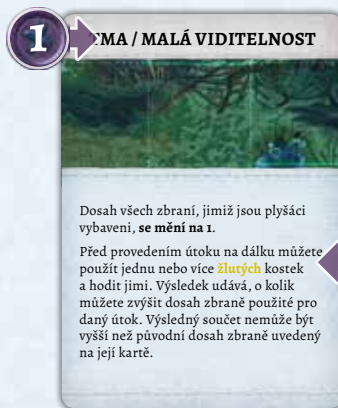 1
TMA / MALÁ VIDITELNOST
Dosah všech zbraní, jimiž jsou plyšáci
vybaveni, se mění na 1.
Před provedením útoku na dálku můžete
použít jednu nebo více žlutých kostek
a hodit jimi. Výsledek udává, o kolik
můžete zvýšit dosah zbraně použité pro
daný útok. Výsledný součet nemůže být
vyšší než původní dosah zbraně uvedený
na její kartě.